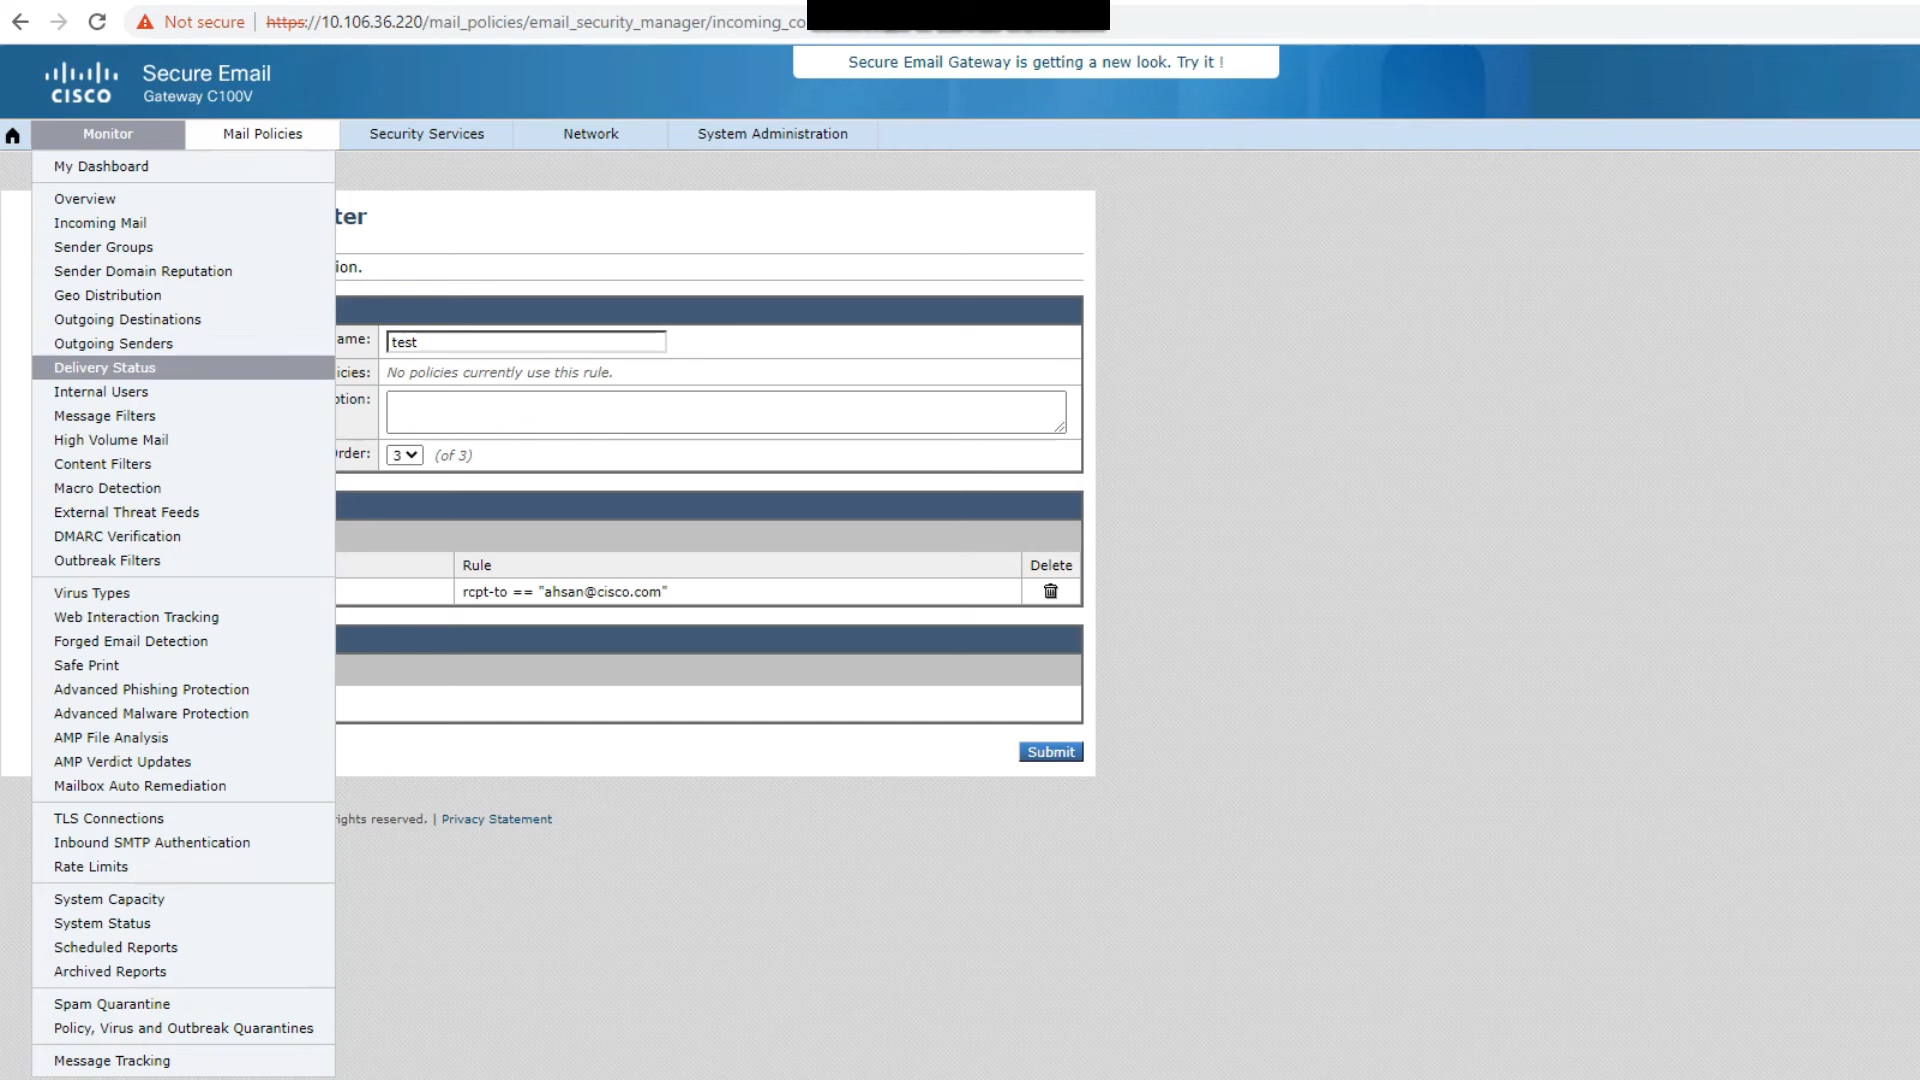 Not secure https://10.106.36.220/mail_policies/email_security_manager/incoming_co
CISCO Secure Email
Gateway C100V
Secure Email Gateway is getting a new look. Try it !
Monitor Mail Policies Security Services Network System Administration
My Dashboard
Overview
Incoming Mail
Sender Groups
Sender Domain Reputation
Geo Distribution
Outgoing Destinations
Outgoing Senders
Delivery Status
Internal Users
Message Filters
High Volume Mail
Content Filters
Macro Detection
External Threat Feeds
DMARC Verification
Outbreak Filters
Virus Types
Web Interaction Tracking
Forged Email Detection
Safe Print
Advanced Phishing Protection
Advanced Malware Protection
AMP File Analysis
AMP Verdict Updates
Mailbox Auto Remediation
TLS Connections
Inbound SMTP Authentication
Rate Limits
System Capacity
System Status
Scheduled Reports
Archived Reports
Spam Quarantine
Policy, Virus and Outbreak Quarantines
Message Tracking
ter
ion.
ame: test
icies: No policies currently use this rule.
ption:
rder: 3 (of 3)
Rule Delete
rcpt-to == "ahsan@cisco.com"
Submit
ights reserved. | Privacy Statement